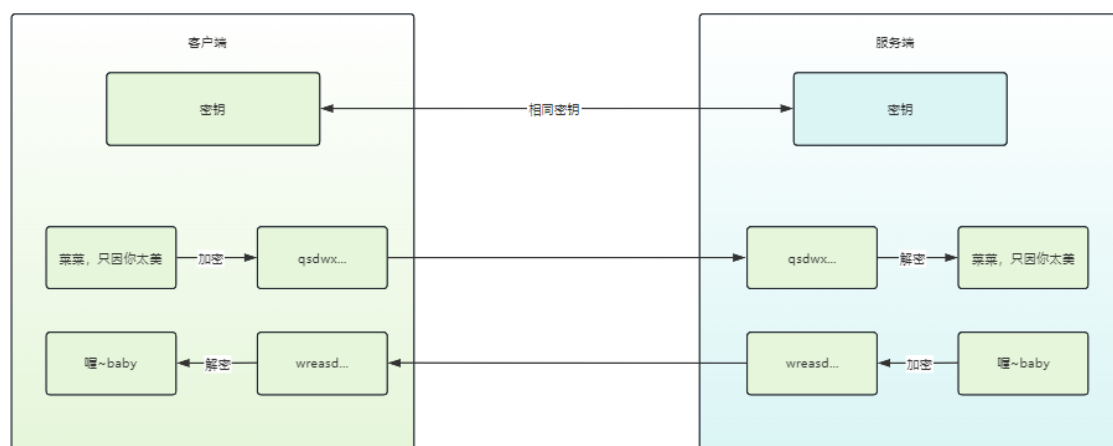 客户端
服务端
密钥
相同密钥
密钥
菜菜，只因你太美
加密
qsdwx...
qsdwx...
解密
菜菜，只因你太美
喔~baby
解密
wreasd...
wreasd...
加密
喔~baby